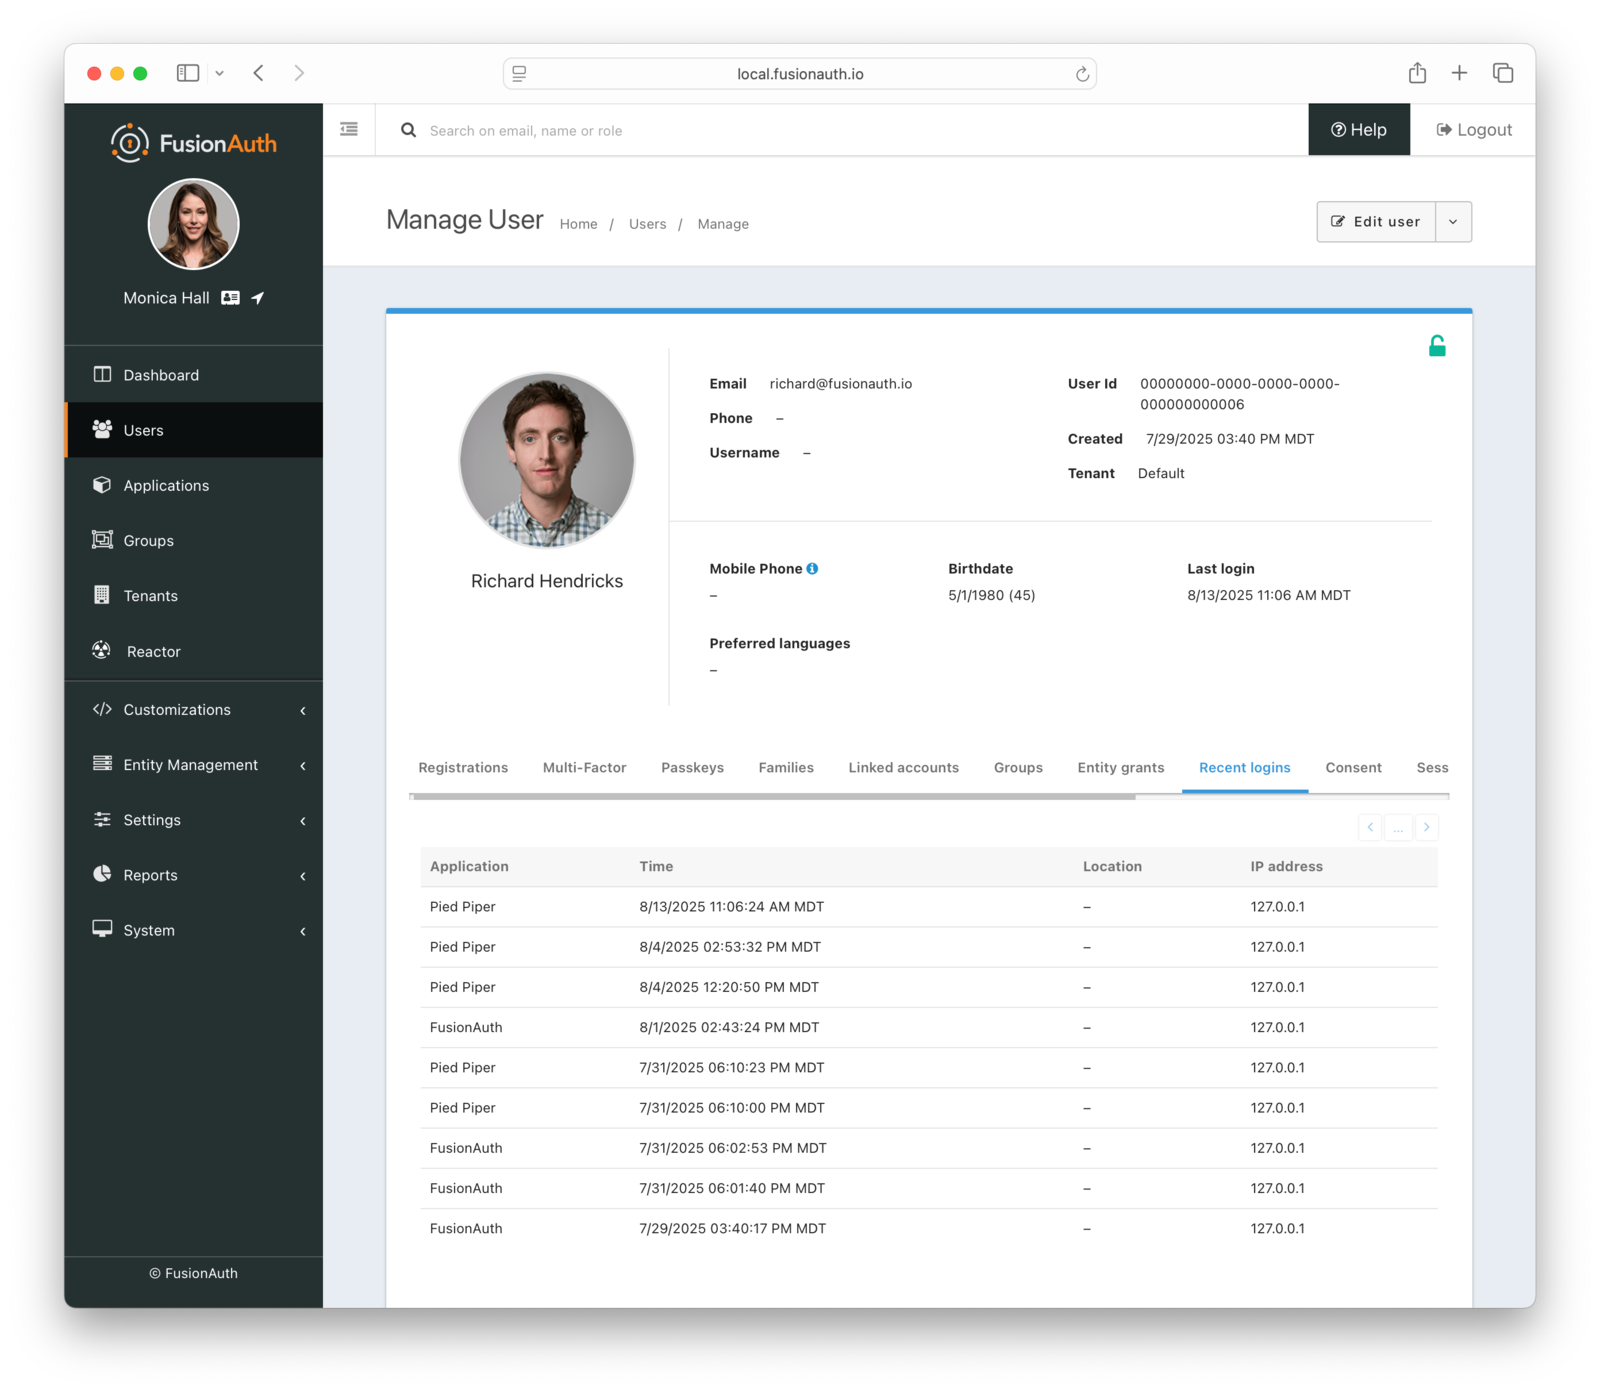 local.fusionauth.io
FusionAuth
Search on email, name or role
Help
Logout
Monica Hall
Dashboard
Users
Applications
Groups
Tenants
Reactor
Customizations
Entity Management
Settings
Reports
System
© FusionAuth
Manage User
Home / Users / Manage
Edit user
Richard Hendricks
Email richard@fusionauth.io
Phone –
Username –
User Id 00000000-0000-0000-0000-
000000000006
Created 7/29/2025 03:40 PM MDT
Tenant Default
Mobile Phone Birthdate Last login
– 5/1/1980 (45) 8/13/2025 11:06 AM MDT
Preferred languages
–
Registrations Multi-Factor Passkeys Families Linked accounts Groups Entity grants Recent logins Consent Sess
...
Application Time Location IP address
Pied Piper 8/13/2025 11:06:24 AM MDT – 127.0.0.1
Pied Piper 8/4/2025 02:53:32 PM MDT – 127.0.0.1
Pied Piper 8/4/2025 12:20:50 PM MDT – 127.0.0.1
FusionAuth 8/1/2025 02:43:24 PM MDT – 127.0.0.1
Pied Piper 7/31/2025 06:10:23 PM MDT – 127.0.0.1
Pied Piper 7/31/2025 06:10:00 PM MDT – 127.0.0.1
FusionAuth 7/31/2025 06:02:53 PM MDT – 127.0.0.1
FusionAuth 7/31/2025 06:01:40 PM MDT – 127.0.0.1
FusionAuth 7/29/2025 03:40:17 PM MDT – 127.0.0.1